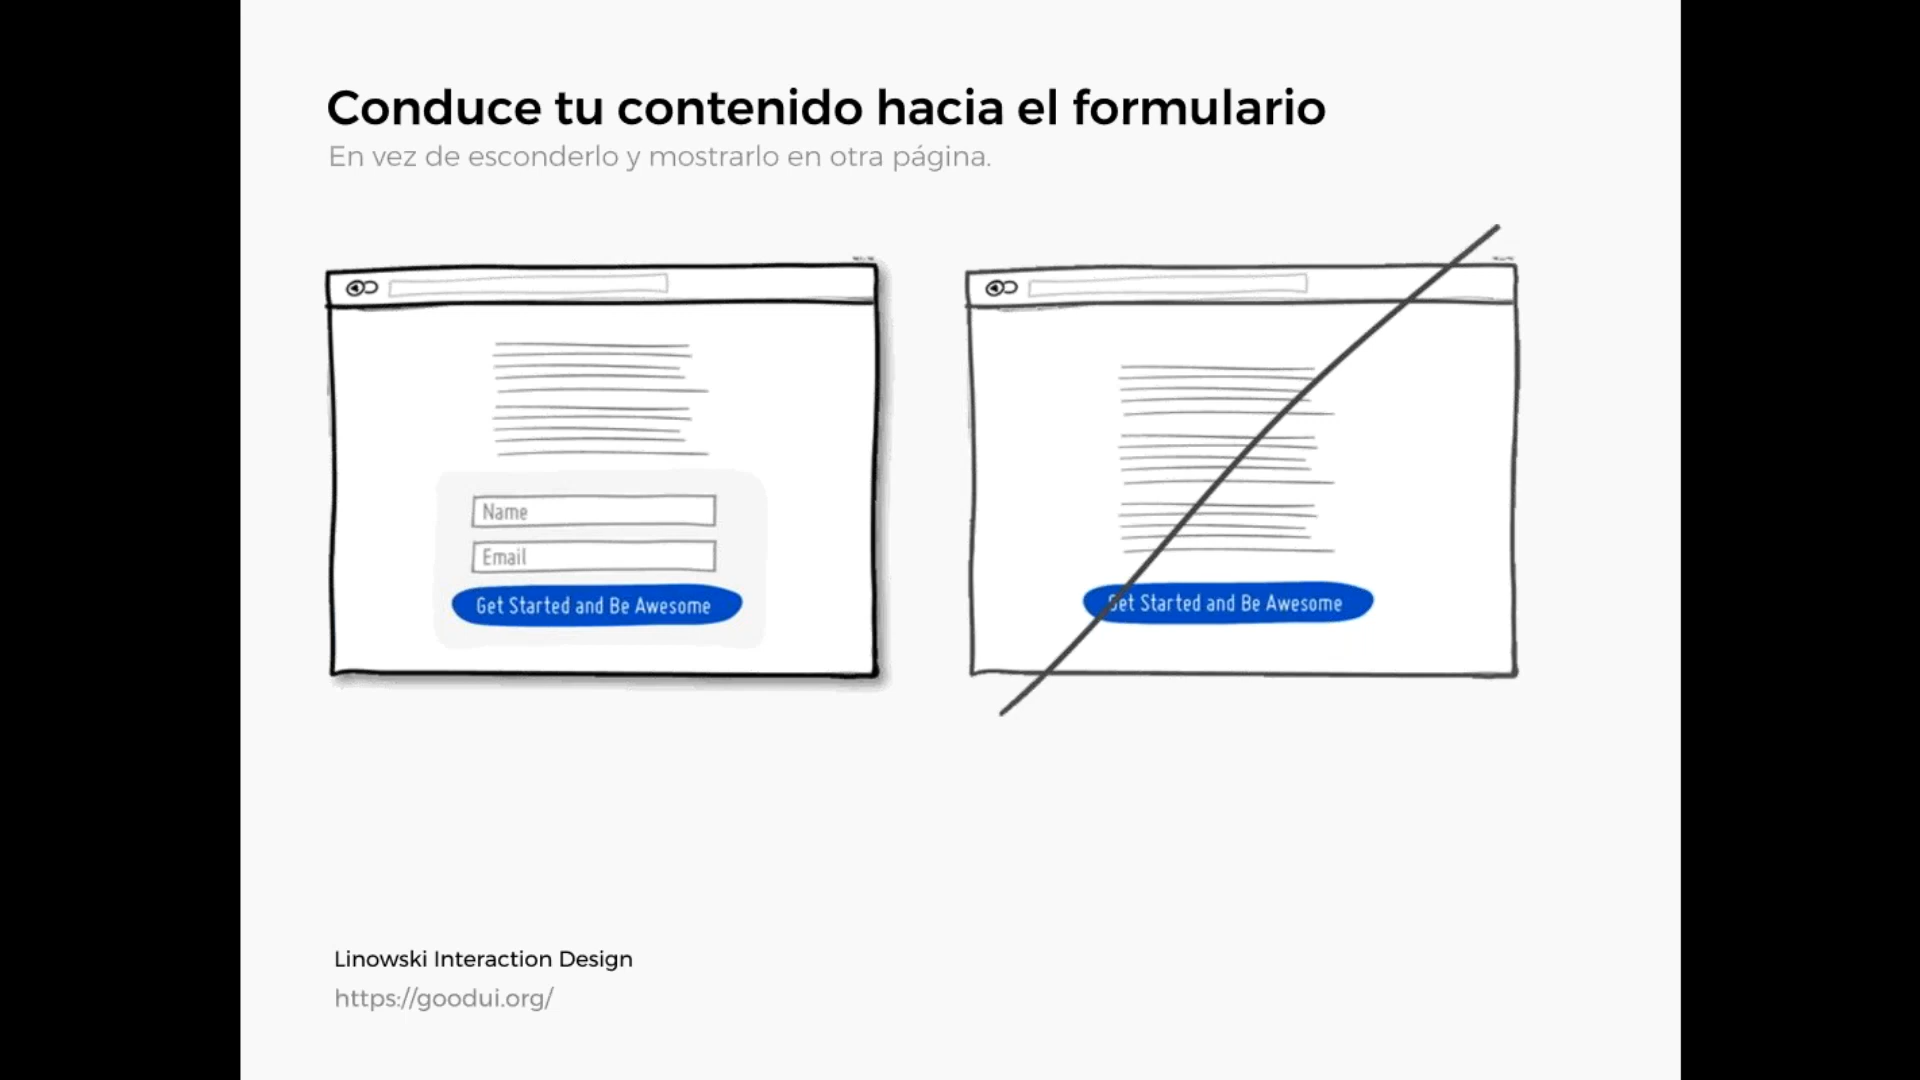 Conduce tu contenido hacia el formulario
En vez de esconderlo y mostrarlo en otra página.
Name
Email
Get Started and Be Awesome
Get Started and Be Awesome
Linowski Interaction Design
https://goodui.org/